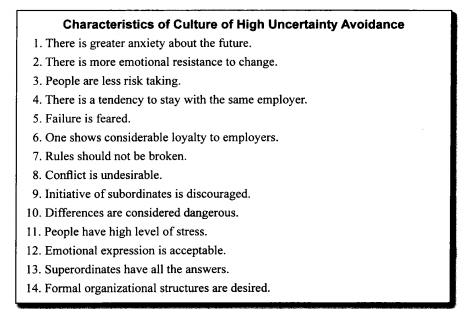 Characteristics of Culture of High Uncertainty Avoidance
1. There is greater anxiety about the future.
2. There is more emotional resistance to change.
3. People are less risk taking.
4. There is a tendency to stay with the same employer.
5. Failure is feared.
6. One shows considerable loyalty to employers.
7. Rules should not be broken.
8. Conflict is undesirable.
9. Initiative of subordinates is discouraged.
10. Differences are considered dangerous.
11. People have high level of stress.
12. Emotional expression is acceptable.
13. Superordinates have all the answers.
14. Formal organizational structures are desired.